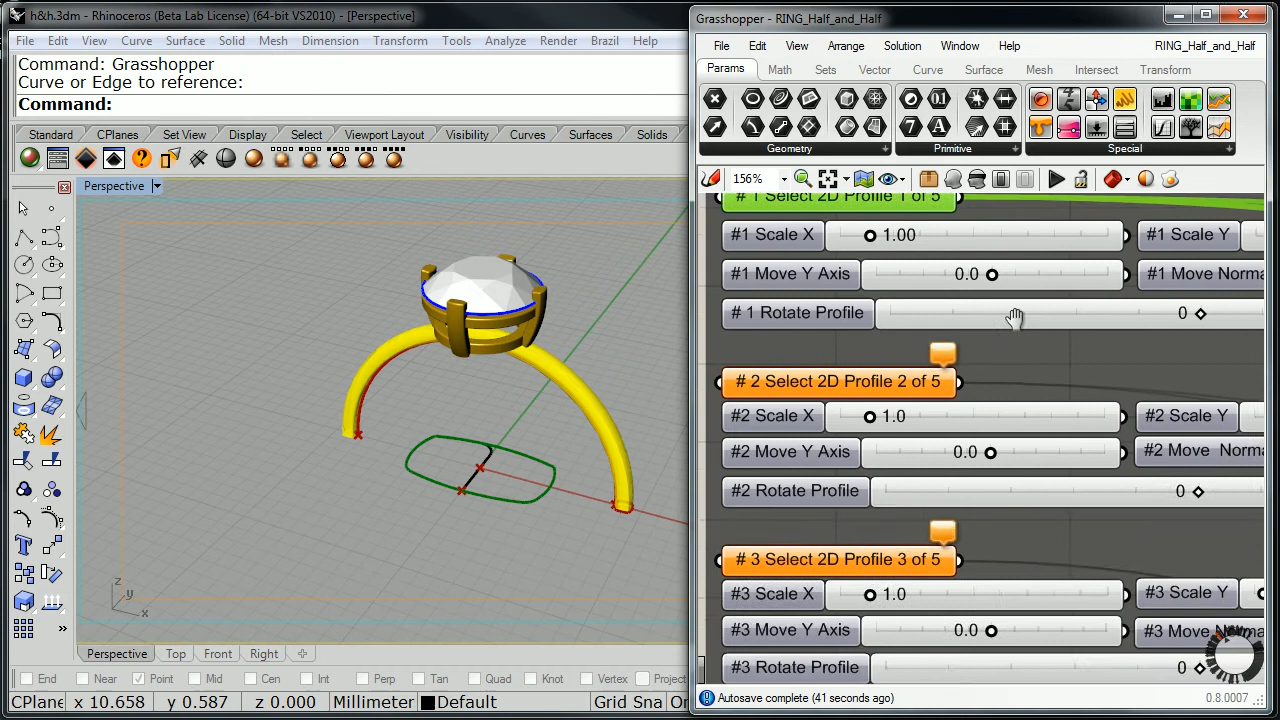 h&h.3dm - Rhinoceros (Beta Lab License) (64-bit VS2010) - [Perspective]
File Edit View Curve Surface Solid Mesh Dimension Transform Tools Analyze Render Brazil Help
Command: Grasshopper
Curve or Edge to reference:
Command:
Standard CPlanes Set View Display Select Viewport Layout Visibility Curves Surfaces Solids
Perspective
z
y
x
Perspective Top Front Right
End Near Point Mid Cen Int Perp Tan Quad Knot Vertex Project
CPlane x 10.658 y 0.587 z 0.000 Millimeter Default Grid Sna Or
Grasshopper - RING_Half_and_Half
File Edit View Arrange Solution Window Help RING_Half_and_Half
Params Math Sets Vector Curve Surface Mesh Intersect Transform
Geometry Primitive Special
156%
# 1 Select 2D Profile 1 of 5
#1 Scale X 1.00 #1 Scale Y
#1 Move Y Axis 0.0 #1 Move Norma
# 1 Rotate Profile 0
# 2 Select 2D Profile 2 of 5
#2 Scale X 1.0 #2 Scale Y
#2 Move Y Axis 0.0 #2 Move Norm
#2 Rotate Profile 0
# 3 Select 2D Profile 3 of 5
#3 Scale X 1.0 #3 Scale Y
#3 Move Y Axis 0.0 #3 Move Norma
#3 Rotate Profile 0
Autosave complete (41 seconds ago) 0.8.0007